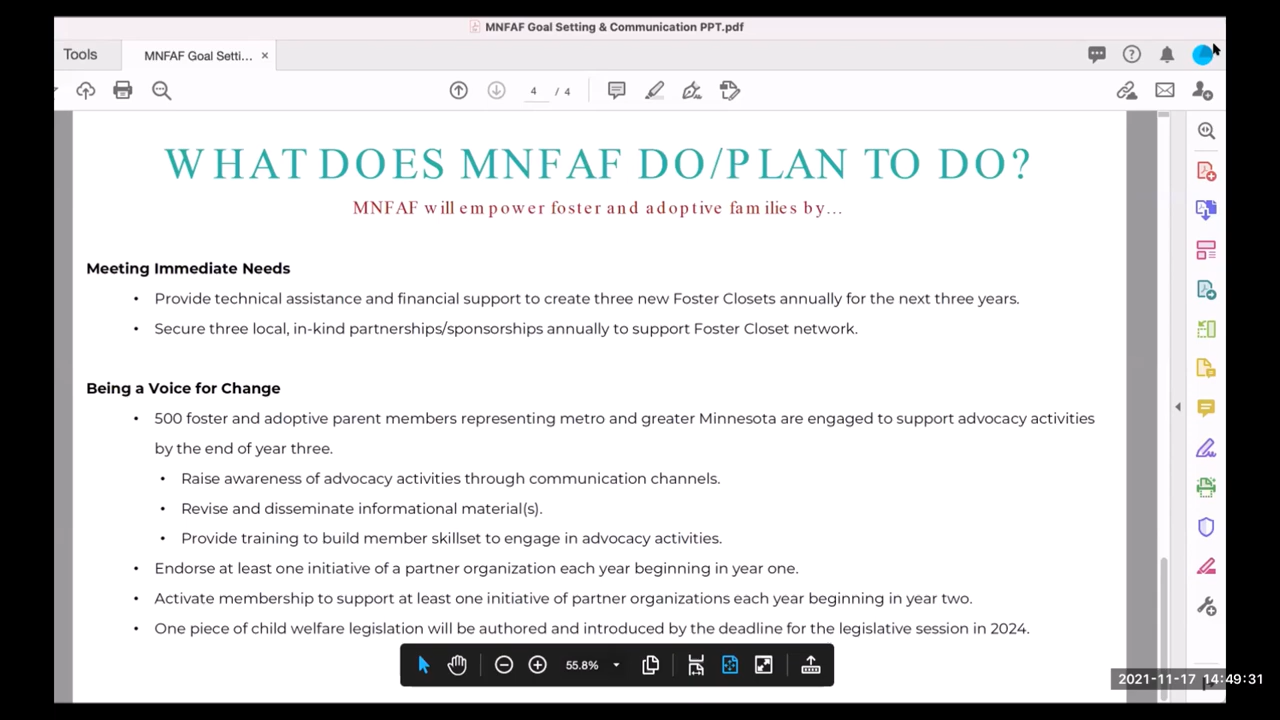 MNFAF Goal Setting & Communication PPT.pdf
Tools
MNFAF Goal Setti... ×
4 / 4
WHAT DOES MNFAF DO/PLAN TO DO?
MNFAF will empower foster and adoptive families by...
Meeting Immediate Needs
• Provide technical assistance and financial support to create three new Foster Closets annually for the next three years.
• Secure three local, in-kind partnerships/sponsorships annually to support Foster Closet network.
Being a Voice for Change
• 500 foster and adoptive parent members representing metro and greater Minnesota are engaged to support advocacy activities
by the end of year three.
• Raise awareness of advocacy activities through communication channels.
• Revise and disseminate informational material(s).
• Provide training to build member skillset to engage in advocacy activities.
• Endorse at least one initiative of a partner organization each year beginning in year one.
• Activate membership to support at least one initiative of partner organizations each year beginning in year two.
• One piece of child welfare legislation will be authored and introduced by the deadline for the legislative session in 2024.
55.8%
2021-11-17 14:49:31